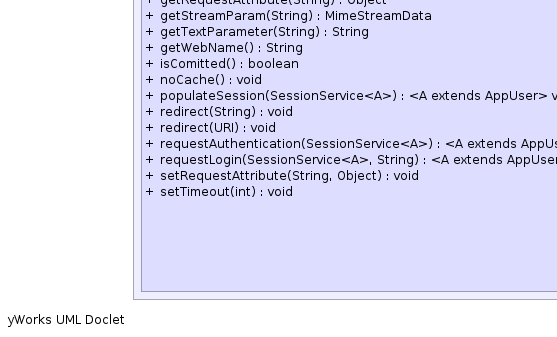 + getRequestAttribute(String) : Object
+ getStreamParam(String) : MimeStreamData
+ getTextParameter(String) : String
+ getWebName() : String
+ isComitted() : boolean
+ noCache() : void
+ populateSession(SessionService<A>) : <A extends AppUser> v
+ redirect(String) : void
+ redirect(URI) : void
+ requestAuthentication(SessionService<A>) : <A extends AppUs
+ requestLogin(SessionService<A>, String) : <A extends AppUser
+ setRequestAttribute(String, Object) : void
+ setTimeout(int) : void
yWorks UML Doclet